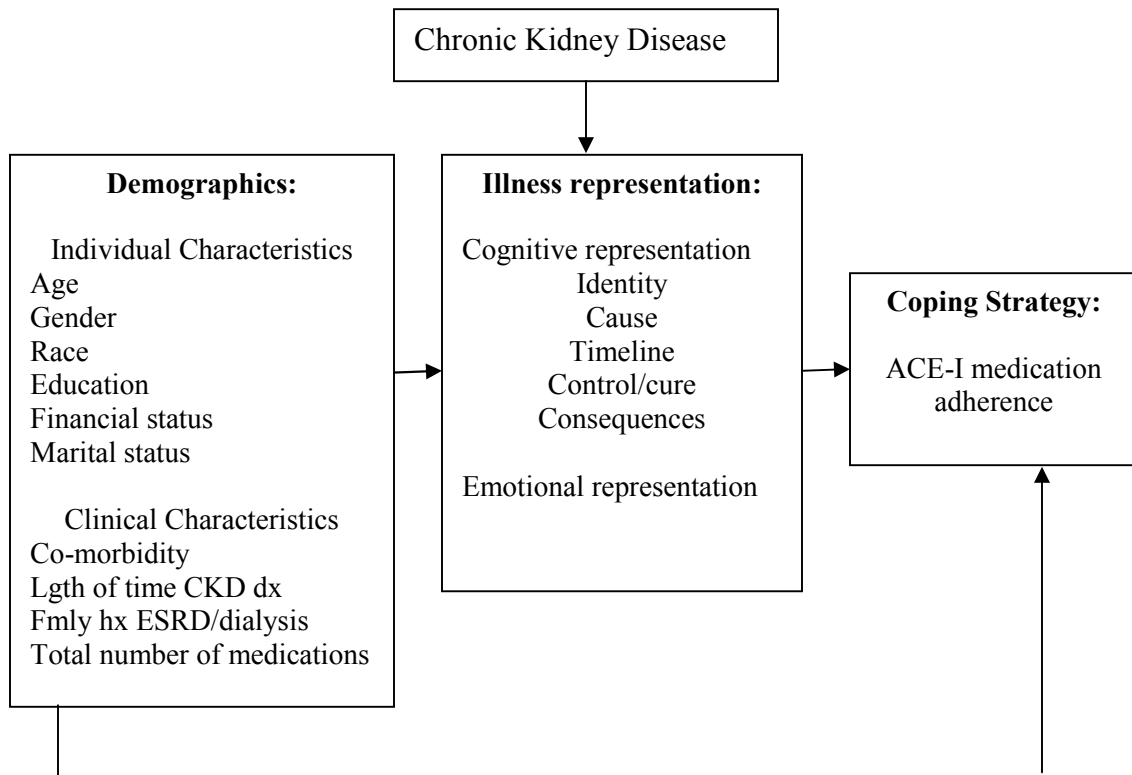 Chronic Kidney Disease
Demographics:
Individual Characteristics
Age
Gender
Race
Education
Financial status
Marital status
Clinical Characteristics
Co-morbidity
Lgth of time CKD dx
Fmly hx ESRD/dialysis
Total number of medications
Illness representation:
Cognitive representation
Identity
Cause
Timeline
Control/cure
Consequences
Emotional representation
Coping Strategy:
ACE-I medication
adherence